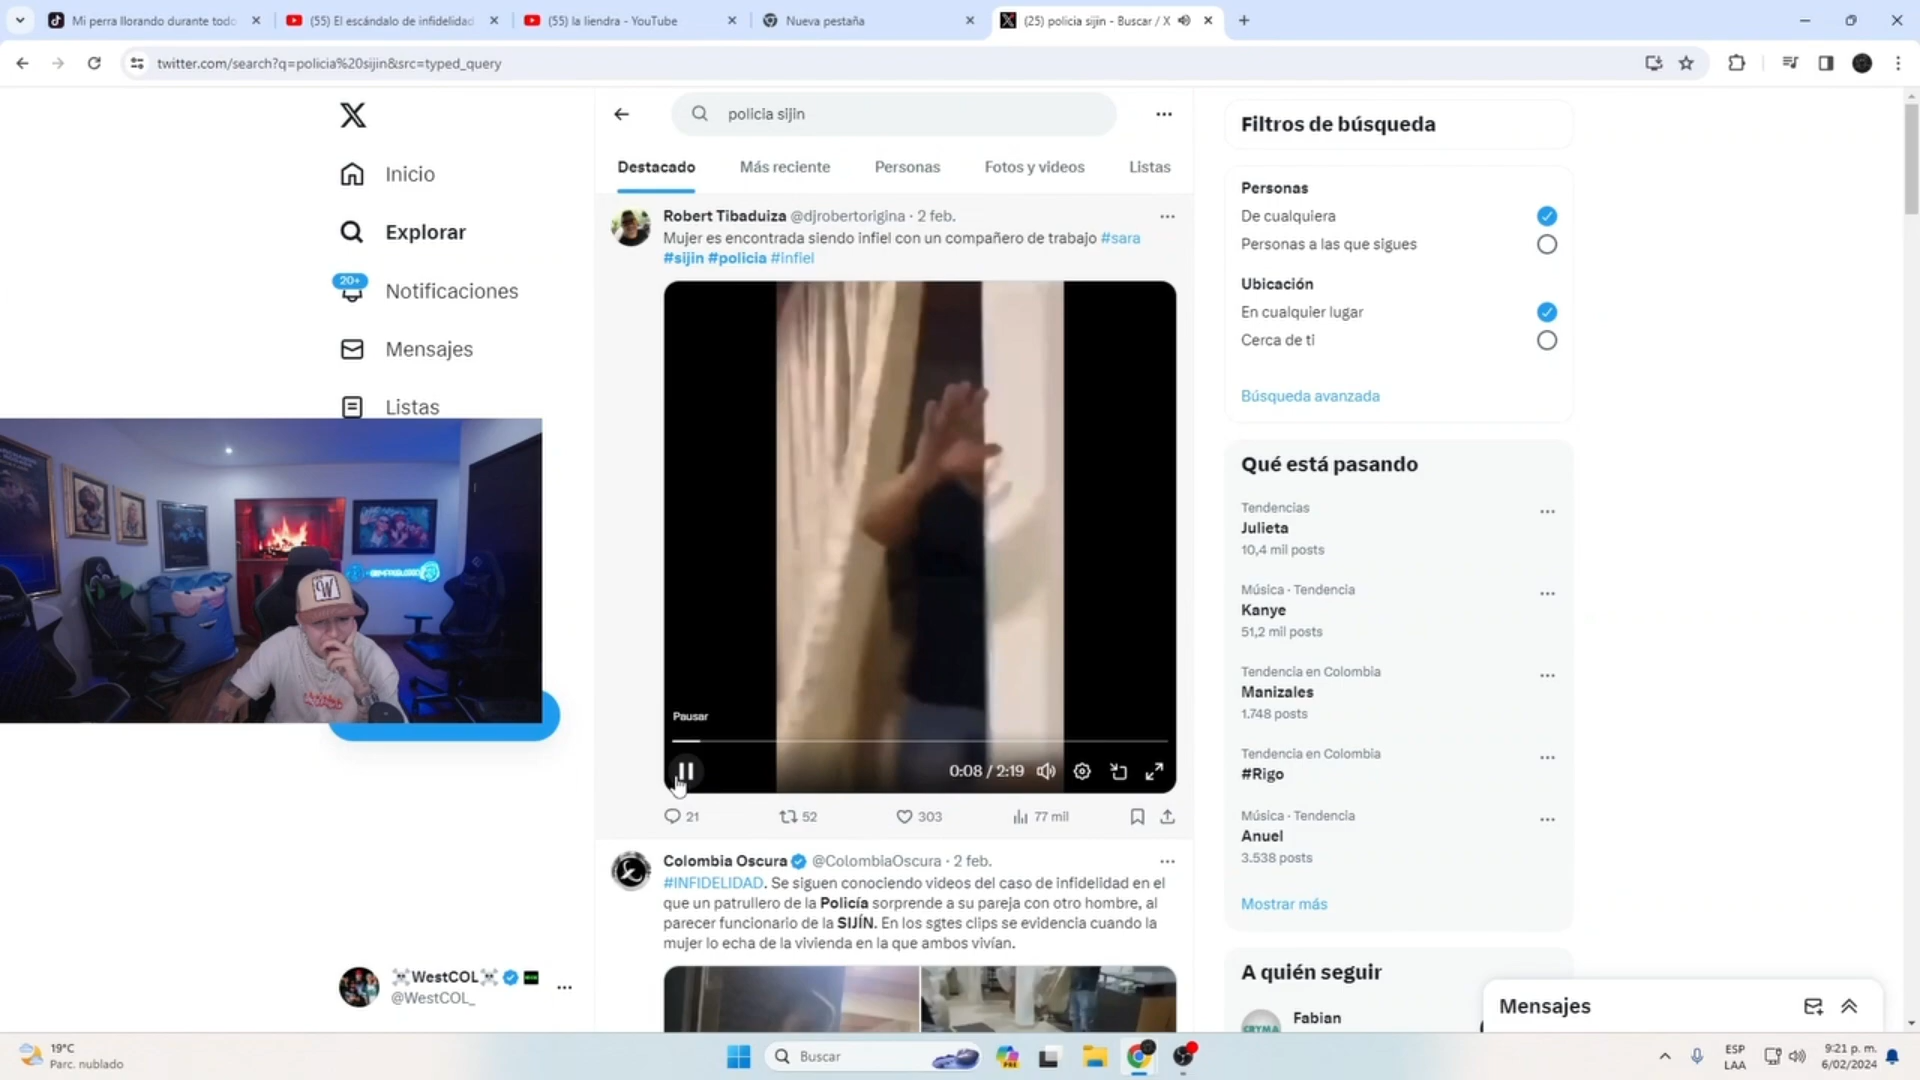 Mi perra llorando durante todo
(55) El escándalo de infidelidad
(55) la liendra - YouTube
Nueva pestaña
(25) policia sijin - Buscar / X
twitter.com/search?q=policia%20sijin&src=typed_query
policia sijin
Filtros de búsqueda
Destacado
Más reciente
Personas
Fotos y videos
Listas
Inicio
Explorar
20+
Notificaciones
Mensajes
Listas
Robert Tibaduiza @djrobertorigina · 2 feb.
Mujer es encontrada siendo infiel con un compañero de trabajo #sara
#sijin #policia #infiel
Pausar
0:08 / 2:19
21
52
303
77 mil
Colombia Oscura @ColombiaOscura · 2 feb.
#INFIDELIDAD. Se siguen conociendo videos del caso de infidelidad en el
que un patrullero de la Policía sorprende a su pareja con otro hombre, al
parecer funcionario de la SIJÍN. En los sgtes clips se evidencia cuando la
mujer lo echa de la vivienda en la que ambos vivían.
Personas
De cualquiera
Personas a las que sigues
Ubicación
En cualquier lugar
Cerca de ti
Búsqueda avanzada
Qué está pasando
Tendencias
Julieta
10,4 mil posts
Música · Tendencia
Kanye
51,2 mil posts
Tendencia en Colombia
Manizales
1.748 posts
Tendencia en Colombia
#Rigo
Música · Tendencia
Anuel
3.538 posts
Mostrar más
A quién seguir
CRYMA
Fabian
Mensajes
W
☠️WestCOL☠️
@WestCOL_
19°C
Parc. nublado
Buscar
PRE
ESP
LAA
9:21 p. m.
6/02/2024